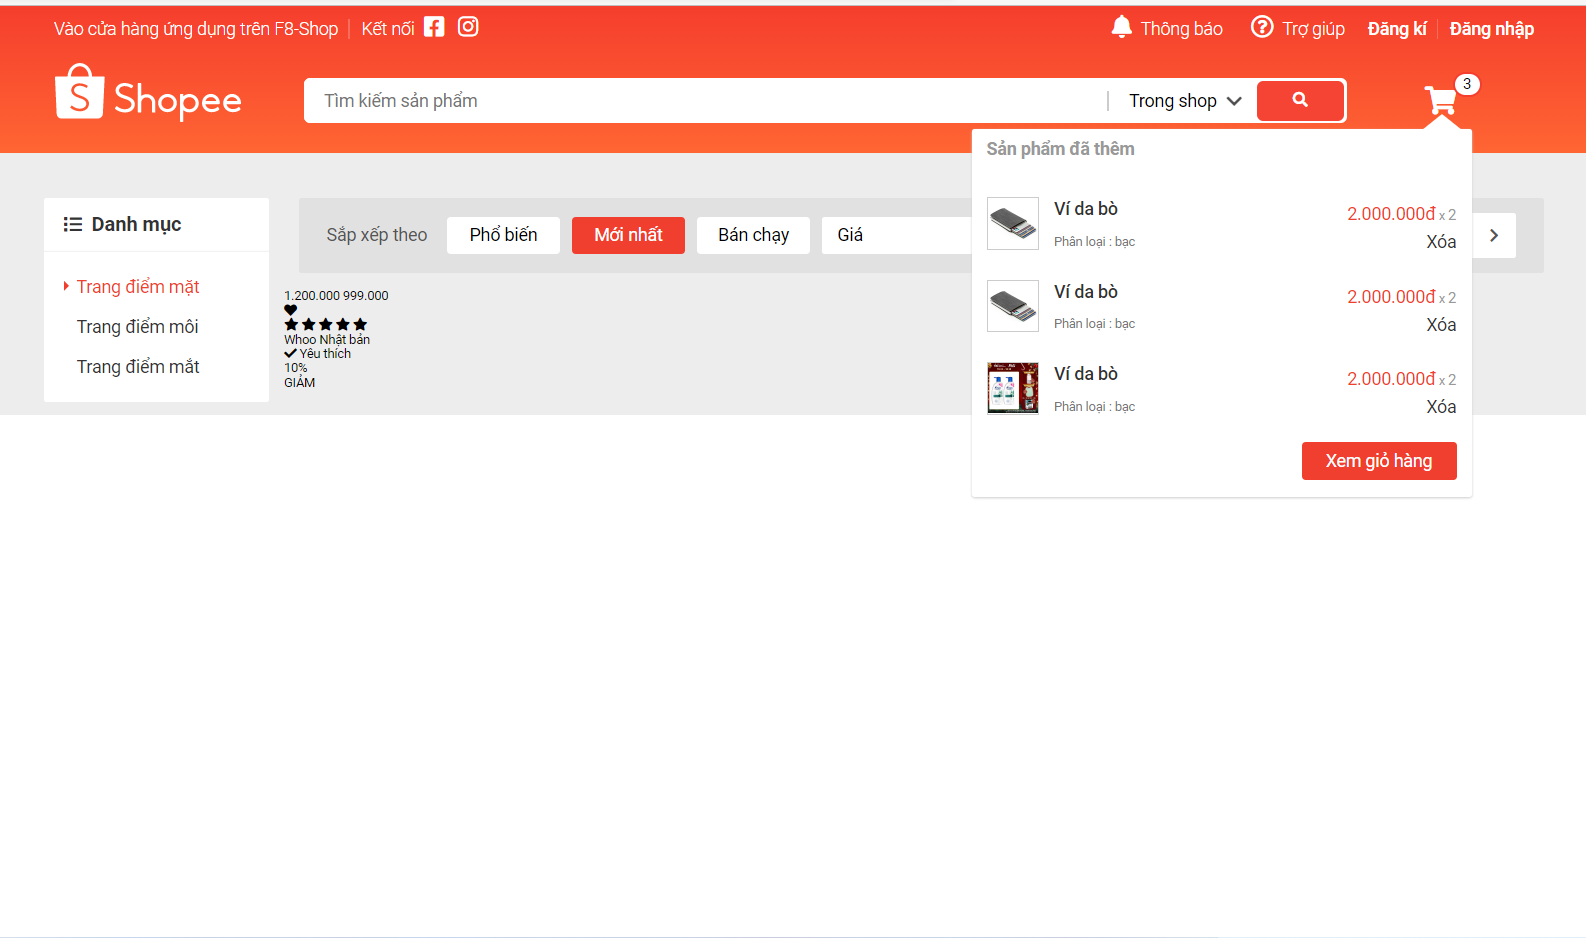 Vào cửa hàng ứng dụng trên F8-Shop
Kết nối
Thông báo
Trợ giúp
Đăng kí
Đăng nhập
S Shopee
Tìm kiếm sản phẩm
Trong shop
3
Sản phẩm đã thêm
Ví da bò
2.000.000đ x 2
Phân loại : bạc
Xóa
Ví da bò
2.000.000đ x 2
Phân loại : bạc
Xóa
Ví da bò
2.000.000đ x 2
Phân loại : bạc
Xóa
Xem giỏ hàng
Danh mục
Trang điểm mặt
Trang điểm môi
Trang điểm mắt
Sắp xếp theo
Phổ biến
Mới nhất
Bán chạy
Giá
1.200.000 999.000
Whoo Nhật bản
Yêu thích
10%
GIẢM